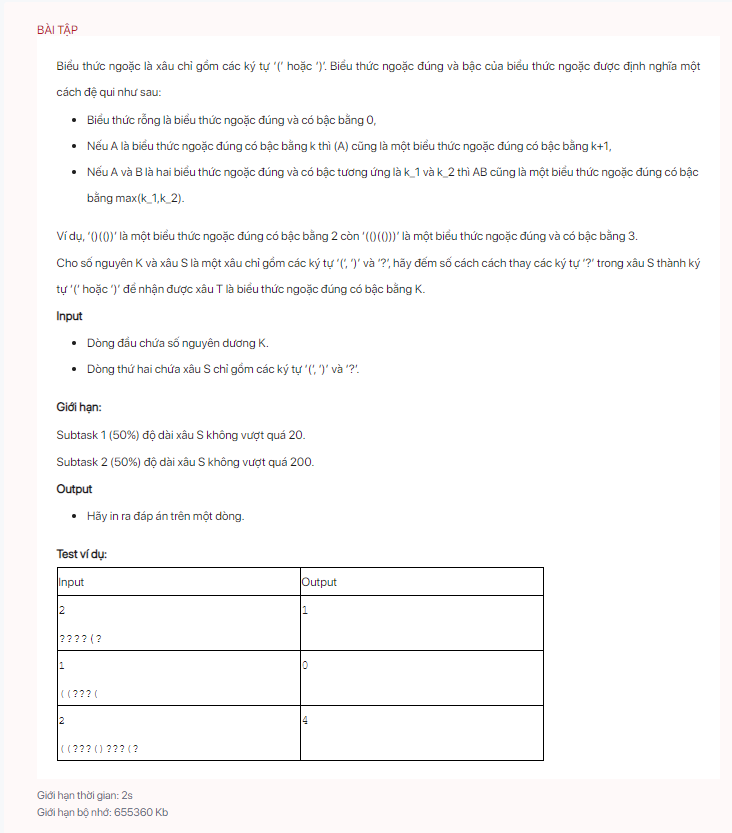 BÀI TẬP
Biểu thức ngoặc là xâu chỉ gồm các ký tự '(' hoặc ')'. Biểu thức ngoặc đúng và bậc của biểu thức ngoặc được định nghĩa một
cách đệ qui như sau:
• Biểu thức rỗng là biểu thức ngoặc đúng và có bậc bằng 0,
• Nếu A là biểu thức ngoặc đúng có bậc bằng k thì (A) cũng là một biểu thức ngoặc đúng có bậc bằng k+1,
• Nếu A và B là hai biểu thức ngoặc đúng và có bậc tương ứng là k_1 và k_2 thì AB cũng là một biểu thức ngoặc đúng có bậc
bằng max(k_1,k_2).
Ví dụ, '()(())' là một biểu thức ngoặc đúng có bậc bằng 2 còn '(()(()))' là một biểu thức ngoặc đúng và có bậc bằng 3.
Cho số nguyên K và xâu S là một xâu chỉ gồm các ký tự '(', ')' và '?', hãy đếm số cách cách thay các ký tự '?' trong xâu S thành ký
tự '(' hoặc ')' để nhận được xâu T là biểu thức ngoặc đúng có bậc bằng K.
Input
• Dòng đầu chứa số nguyên dương K.
• Dòng thứ hai chứa xâu S chỉ gồm các ký tự '(', ')' và '?'.
Giới hạn:
Subtask 1 (50%) độ dài xâu S không vượt quá 20.
Subtask 2 (50%) độ dài xâu S không vượt quá 200.
Output
• Hãy in ra đáp án trên một dòng.
Test ví dụ:
Input Output
2 1
????(?
1 0
((???(
2 4
((???()???(?
Giới hạn thời gian: 2s
Giới hạn bộ nhớ: 655360 Kb